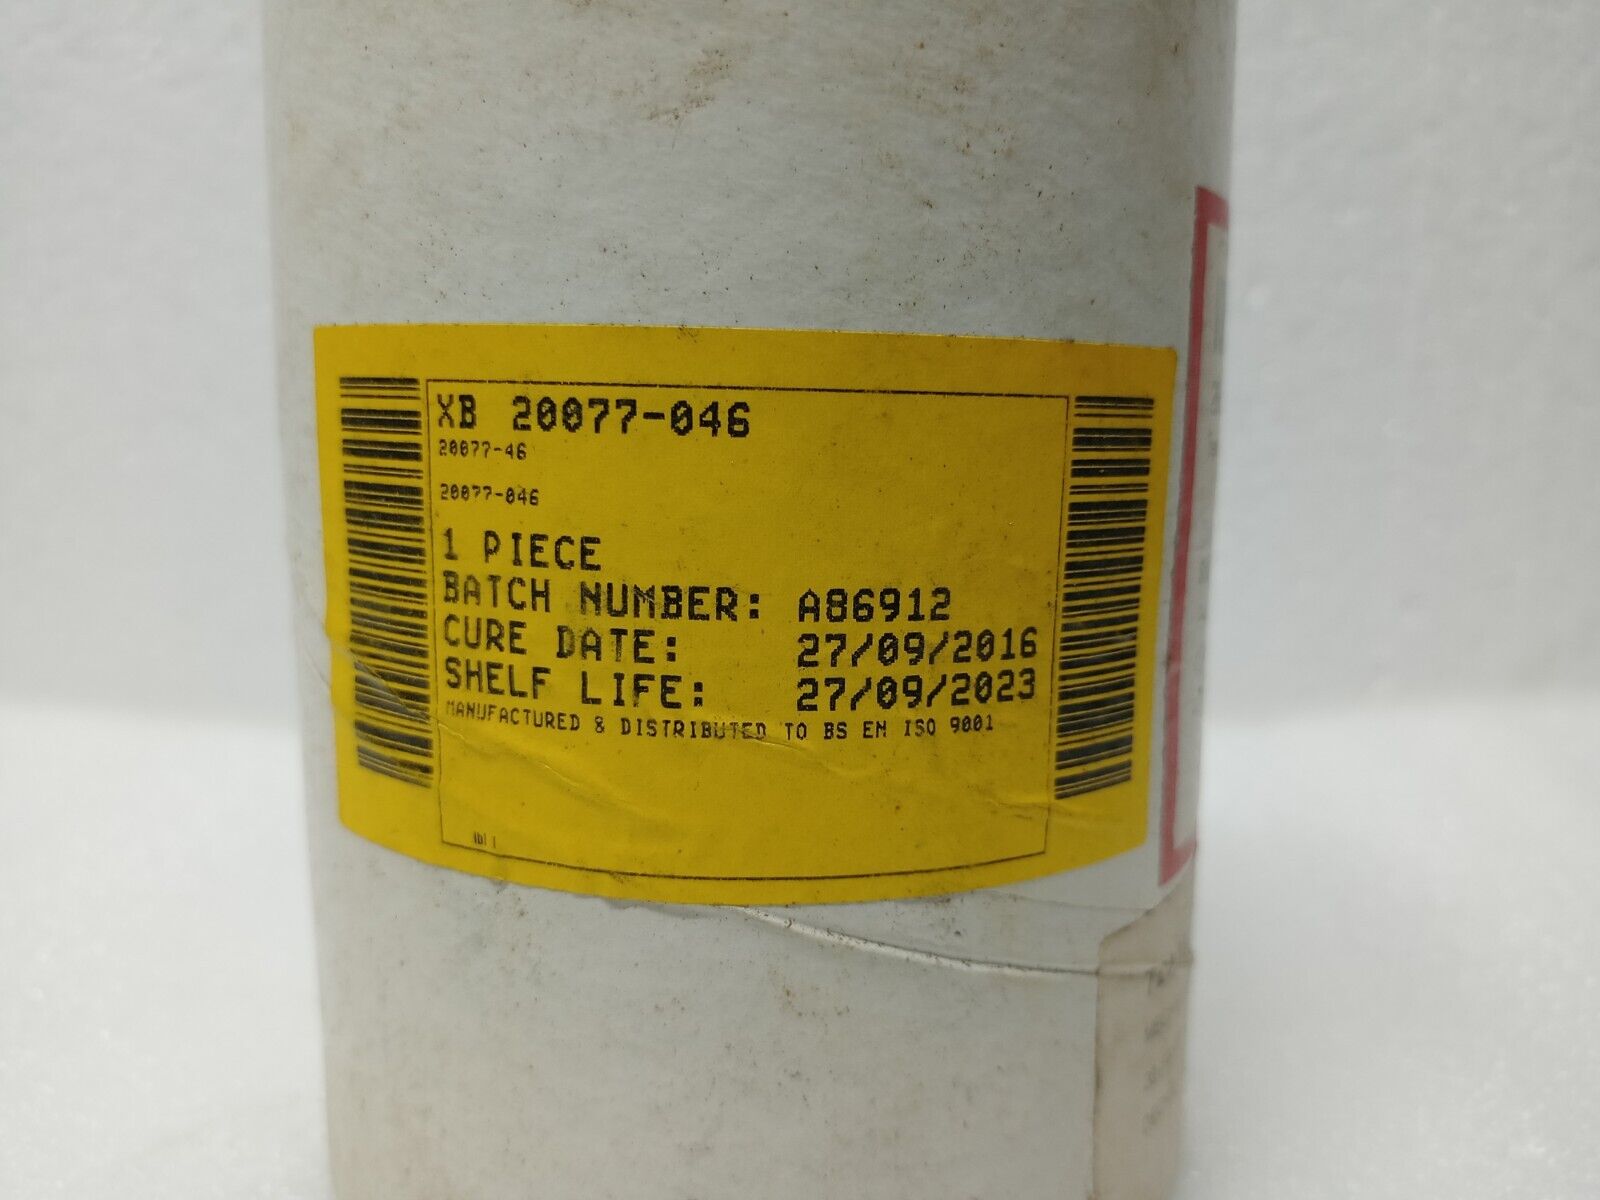 XB 20077-046
20077-46
20077-046
1 PIECE
BATCH NUMBER: A86912
CURE DATE: 27/09/2016
SHELF LIFE: 27/09/2023
MANUFACTURED & DISTRIBUTED TO BS EN ISO 9001